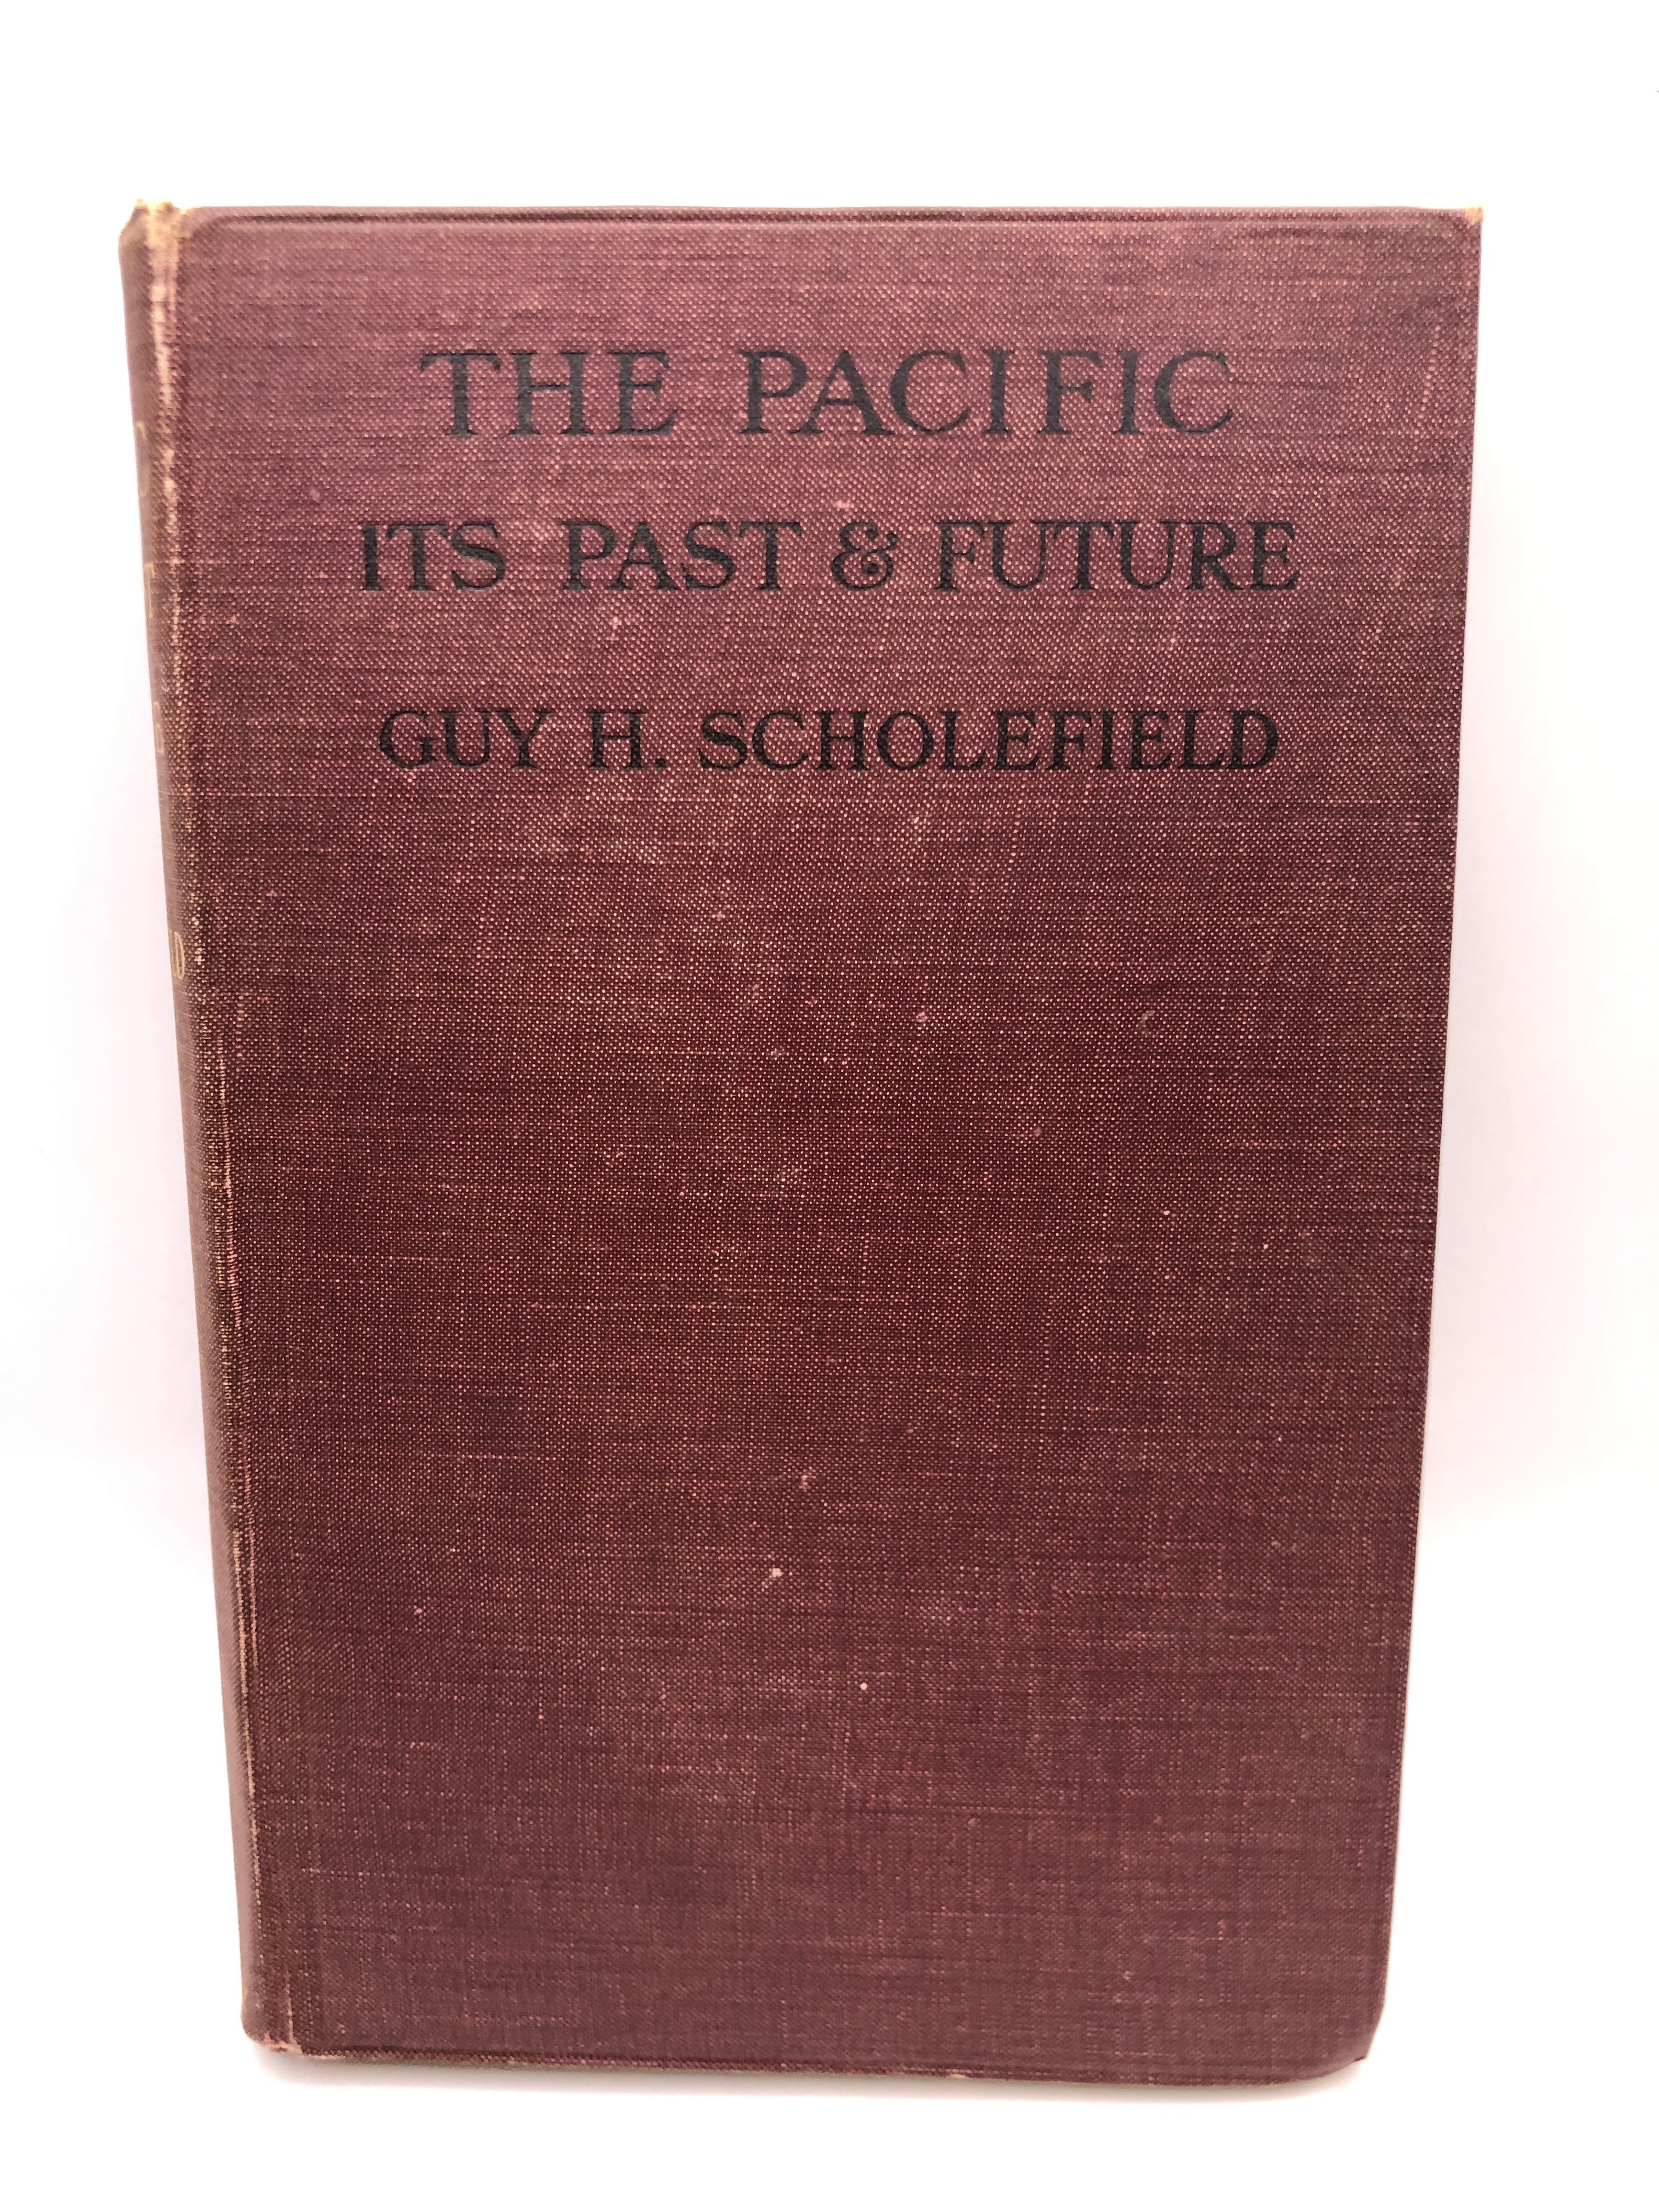 THE PACIFIC
ITS PAST & FUTURE
GUY H. SCHOLEFIELD